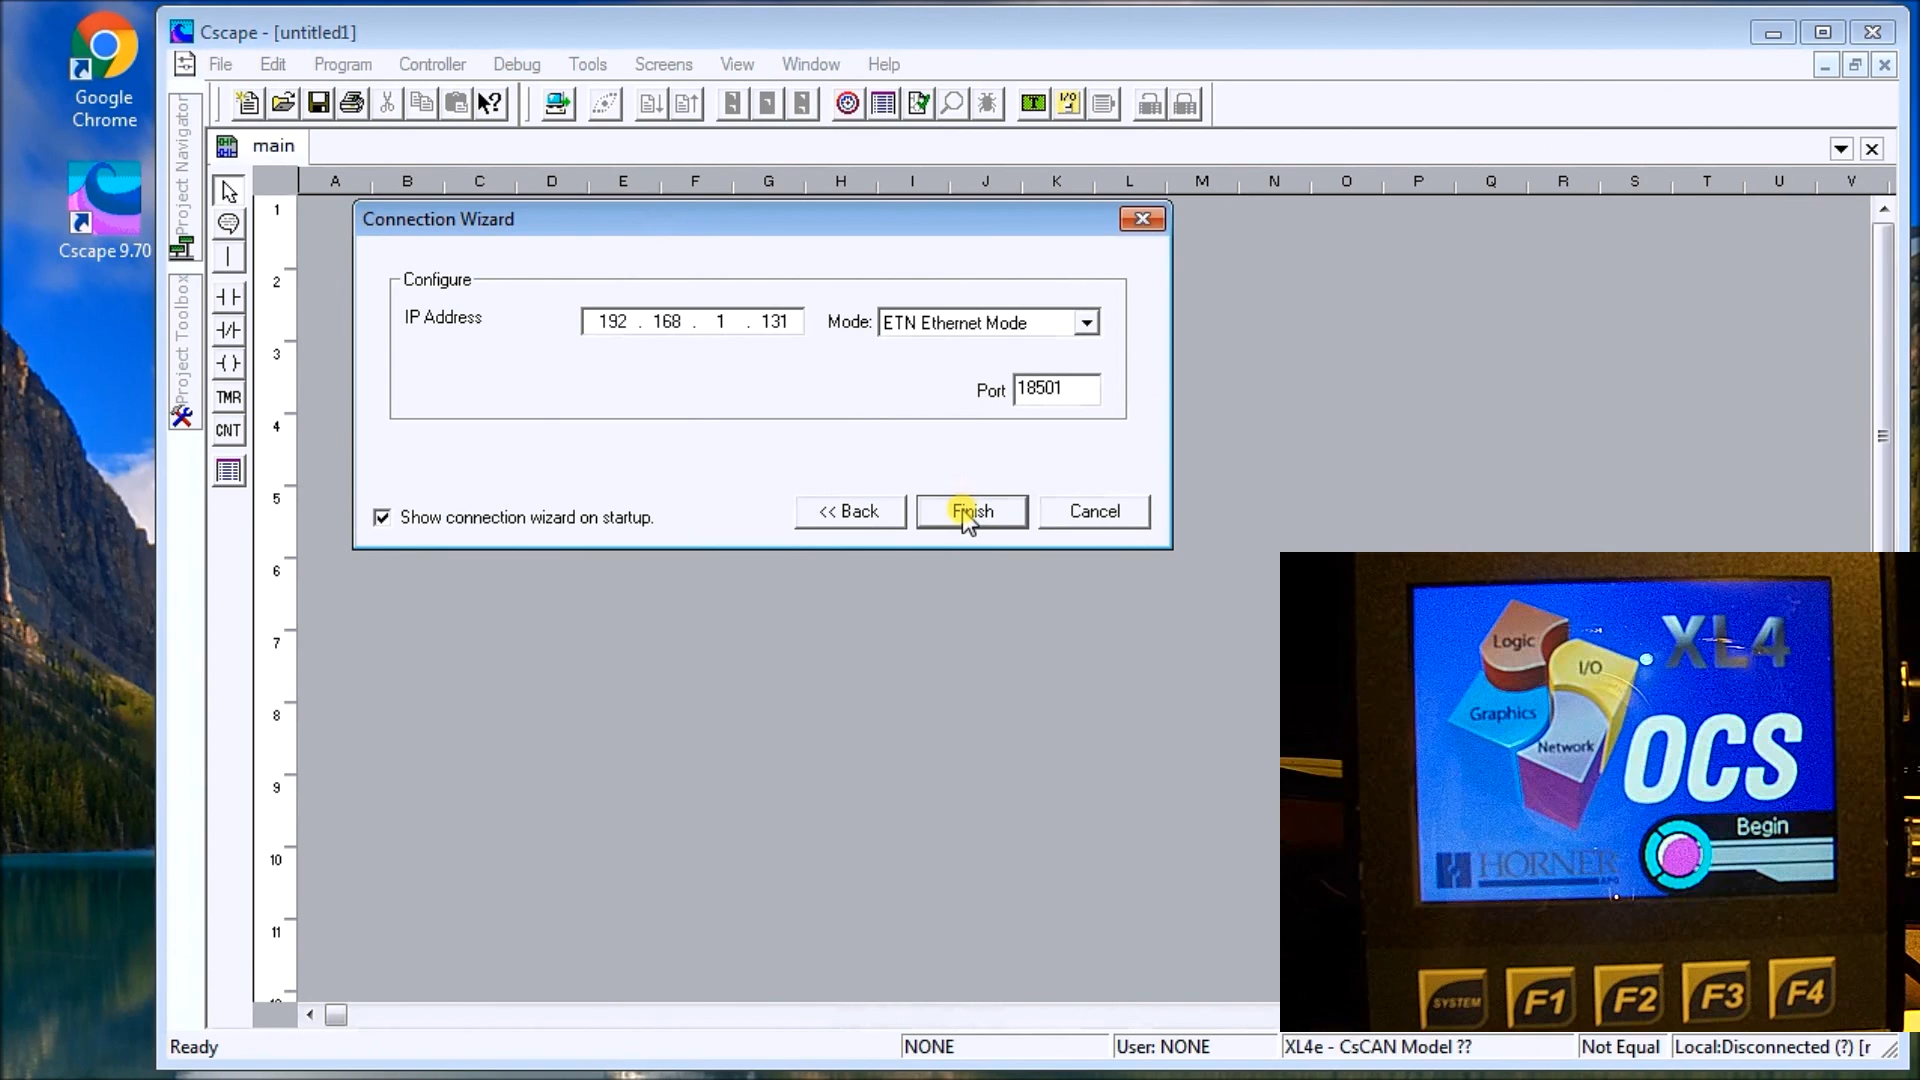 Google
Chrome
Cscape 9.70
Cscape - [untitled1]
File Edit Program Controller Debug Tools Screens View Window Help
T I/O
Project Navigator
Project Toolbox
main
A B C D E F G H I J K L M N O P Q R S T U V
1
2
3
4
5
6
7
8
9
10
11
TMR
CNT
Connection Wizard
Configure
IP Address 192 . 168 . 1 . 131 Mode: ETN Ethernet Mode
Port 18501
Show connection wizard on startup. << Back Finish Cancel
Logic
I/O
Graphics
Network
XL4
OCS
Begin
HORNER
APG
SYSTEM F1 F2 F3 F4
Ready NONE User: NONE XL4e - CsCAN Model ?? Not Equal Local:Disconnected (?) [r